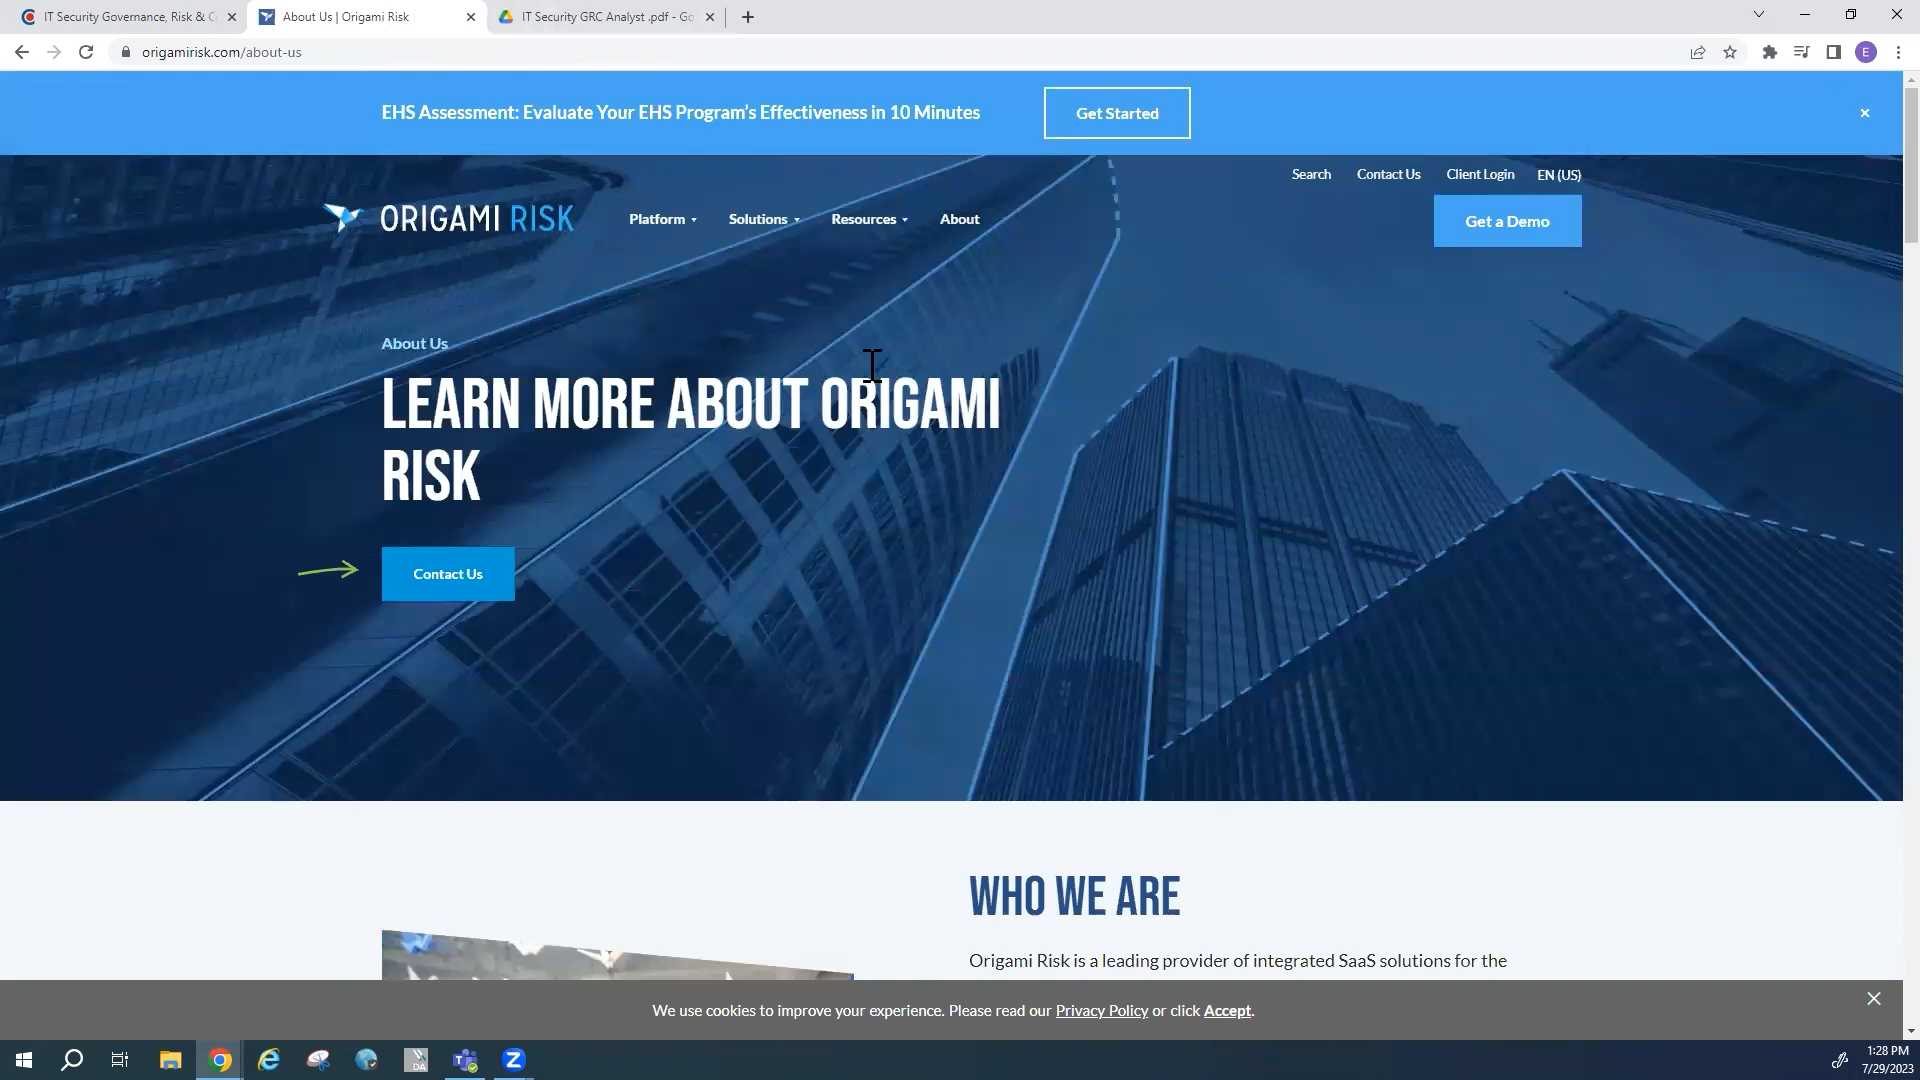 IT Security Governance, Risk & C
About Us | Origami Risk
IT Security GRC Analyst .pdf - Go
origamirisk.com/about-us
E
EHS Assessment: Evaluate Your EHS Program's Effectiveness in 10 Minutes
Get Started
Search
Contact Us
Client Login
EN (US)
ORIGAMI RISK
Platform
Solutions
Resources
About
Get a Demo
About Us
LEARN MORE ABOUT ORIGAMI
RISK
Contact Us
WHO WE ARE
Origami Risk is a leading provider of integrated SaaS solutions for the
We use cookies to improve your experience. Please read our Privacy Policy or click Accept.
DA
1:28 PM
7/29/2023